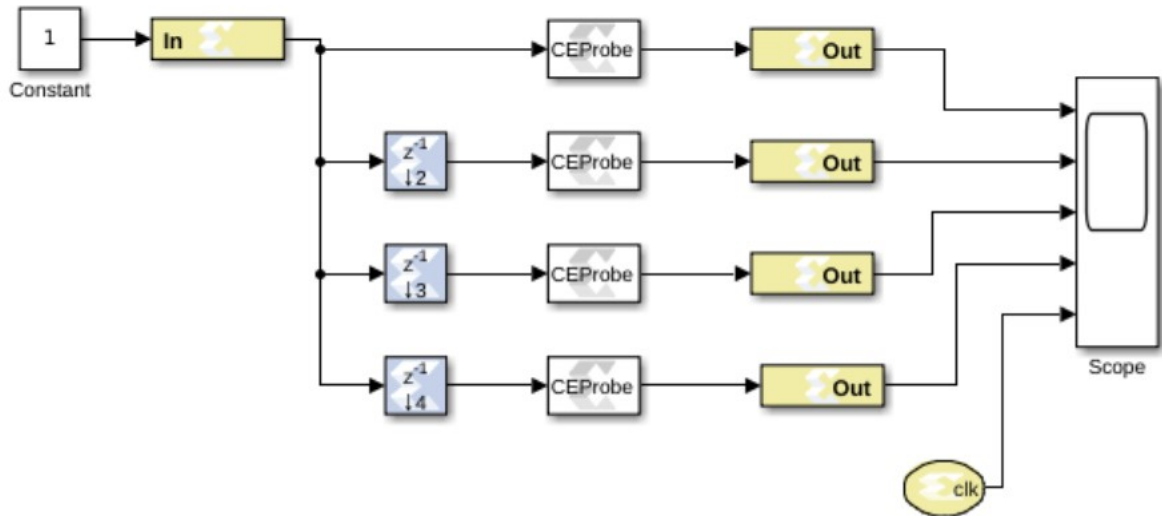 1
Constant
In
CEProbe
Out
z-1
↓2
CEProbe
Out
z-1
↓3
CEProbe
Out
Scope
z-1
↓4
CEProbe
Out
clk